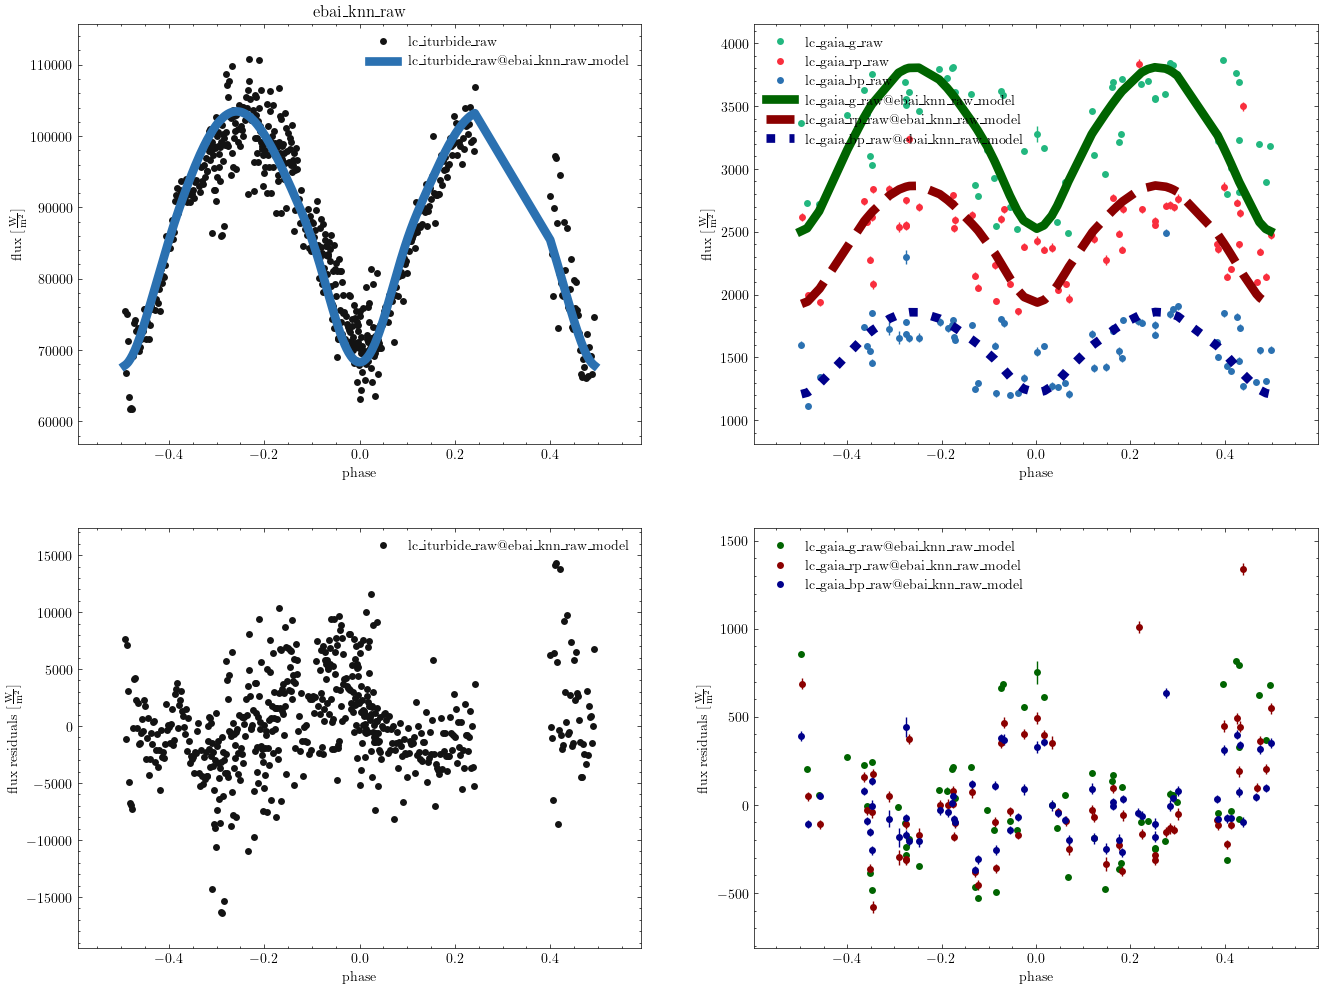 ebai_knn_raw
lc_iturbide_raw
lc_iturbide_raw@ebai_knn_raw_model
110000
100000
90000
80000
70000
60000
flux [W/m²]
−0.4 −0.2 0.0 0.2 0.4
phase
lc_gaia_g_raw
lc_gaia_rp_raw
lc_gaia_bp_raw
lc_gaia_g_raw@ebai_knn_raw_model
lc_gaia_rp_raw@ebai_knn_raw_model
lc_gaia_bp_raw@ebai_knn_raw_model
4000
3500
3000
2500
2000
1500
1000
flux [W/m²]
−0.4 −0.2 0.0 0.2 0.4
phase
lc_iturbide_raw@ebai_knn_raw_model
15000
10000
5000
0
−5000
−10000
−15000
flux residuals [W/m²]
−0.4 −0.2 0.0 0.2 0.4
phase
lc_gaia_g_raw@ebai_knn_raw_model
lc_gaia_rp_raw@ebai_knn_raw_model
lc_gaia_bp_raw@ebai_knn_raw_model
1500
1000
500
0
−500
flux residuals [W/m²]
−0.4 −0.2 0.0 0.2 0.4
phase